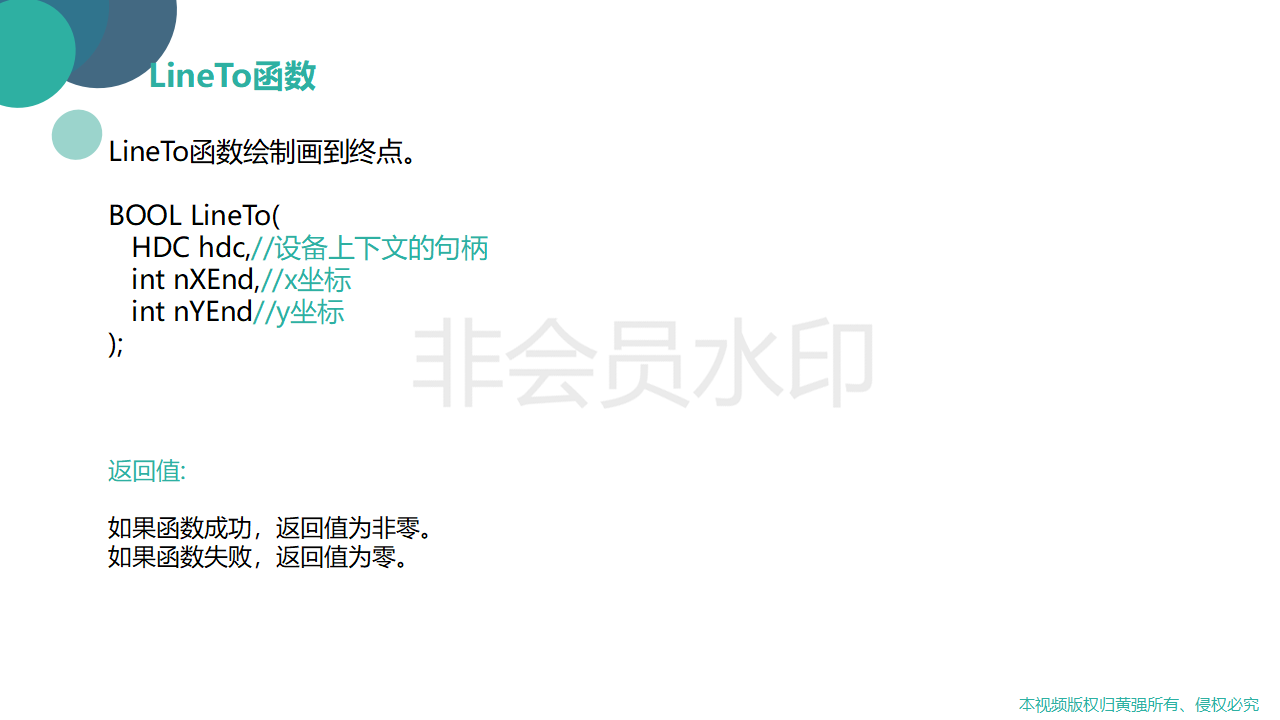 LineTo函数
LineTo函数绘制画到终点。
BOOL LineTo(
HDC hdc,//设备上下文的句柄
int nXEnd,//x坐标
int nYEnd//y坐标
);
非会员水印
返回值:
如果函数成功，返回值为非零。
如果函数失败，返回值为零。
本视频版权归黄强所有、侵权必究